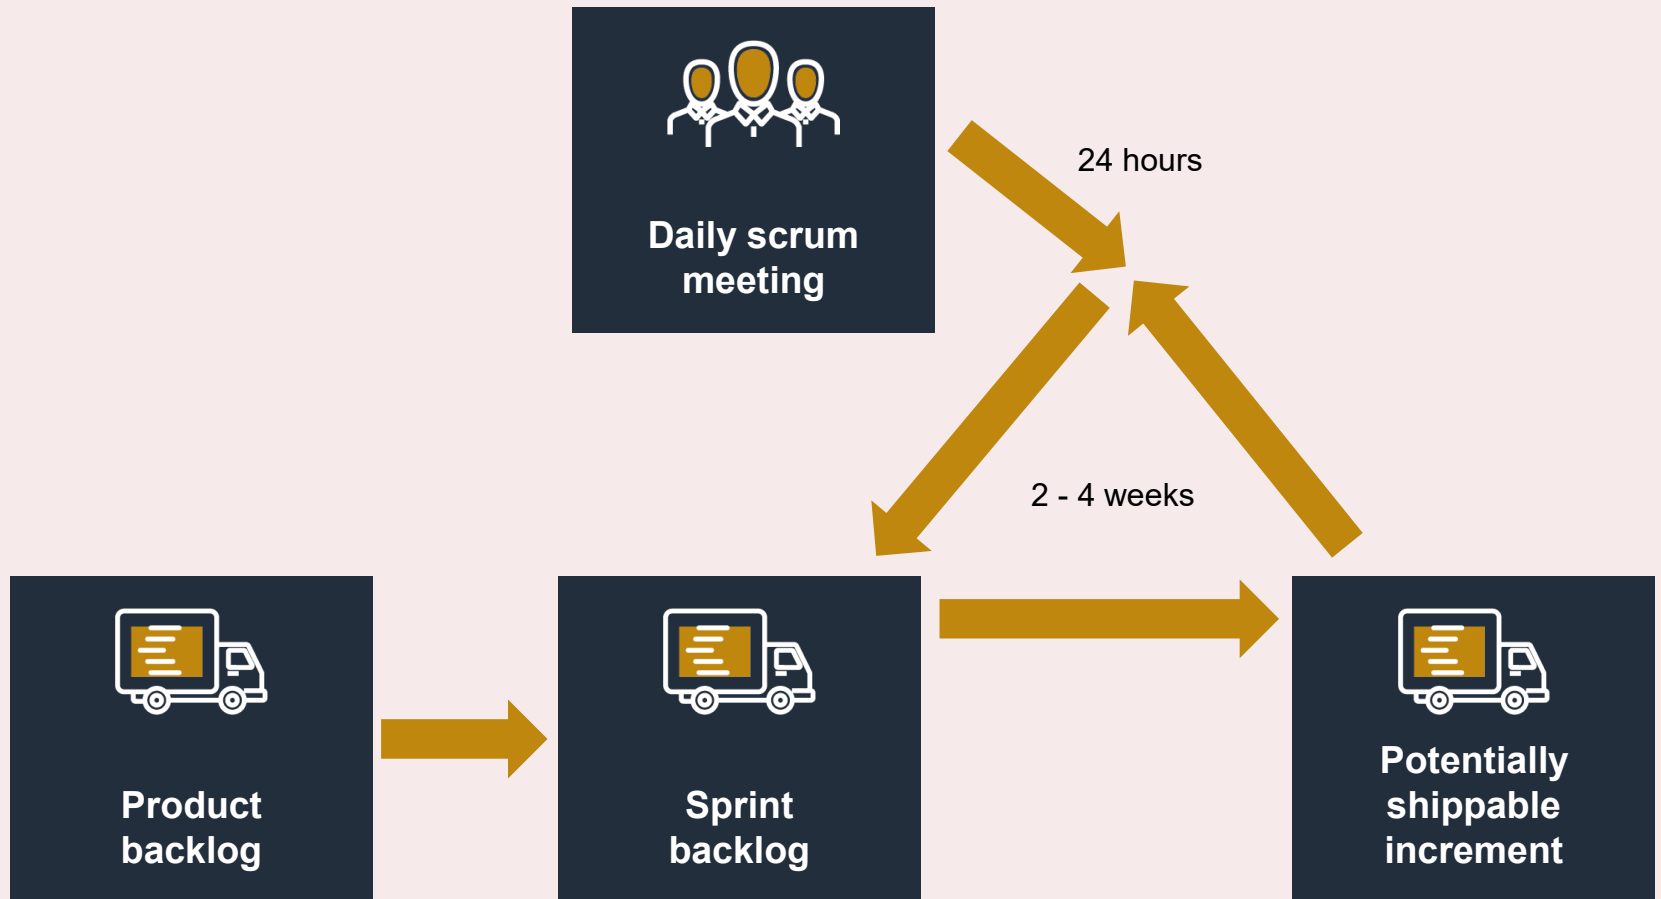 Daily scrum
meeting
24 hours
2 - 4 weeks
Product
backlog
Sprint
backlog
Potentially
shippable
increment